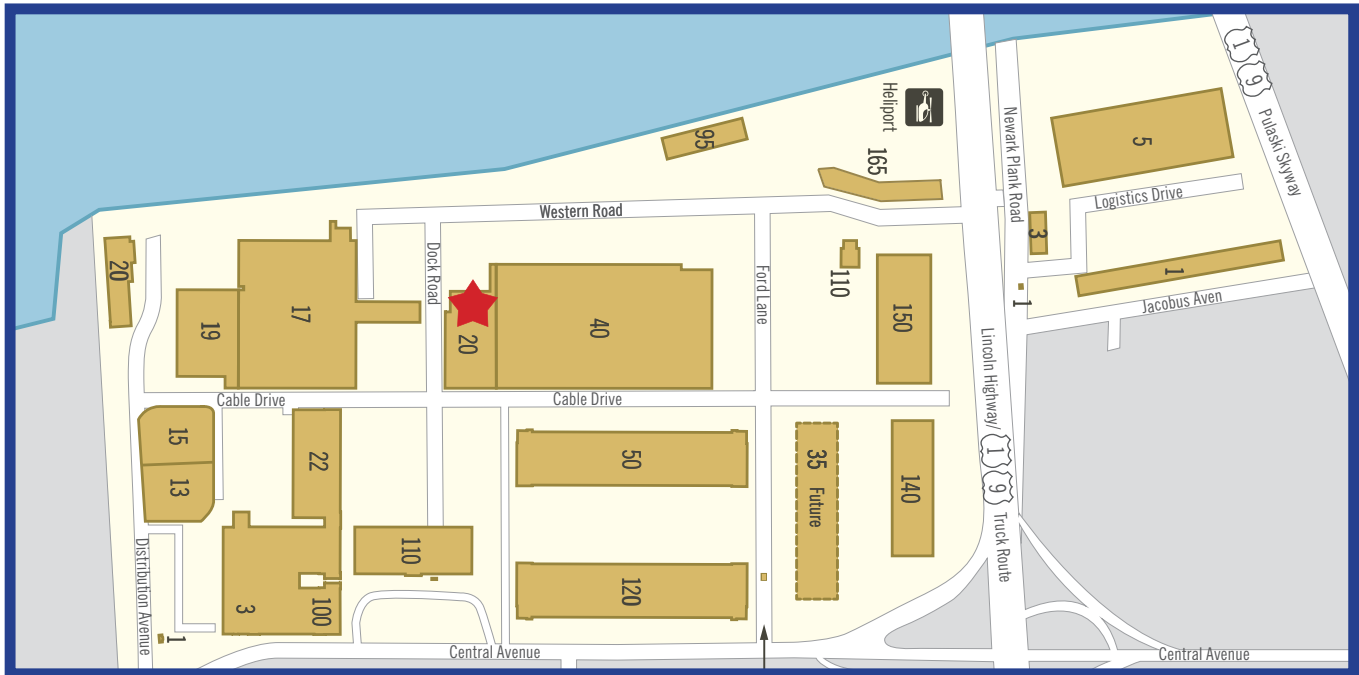 1
9
Pulaski Skyway
Heliport
95
165
Newark Plank Road
5
Logistics Drive
3
1
1
Jacobus Aven
Western Road
Dock Road
Ford Lane
20
19
17
20
40
110
150
Lincoln Highway/
1
9
Truck Route
Cable Drive
Cable Drive
15
13
22
50
35 Future
140
110
120
Distribution Avenue
3
100
1
Central Avenue
Central Avenue